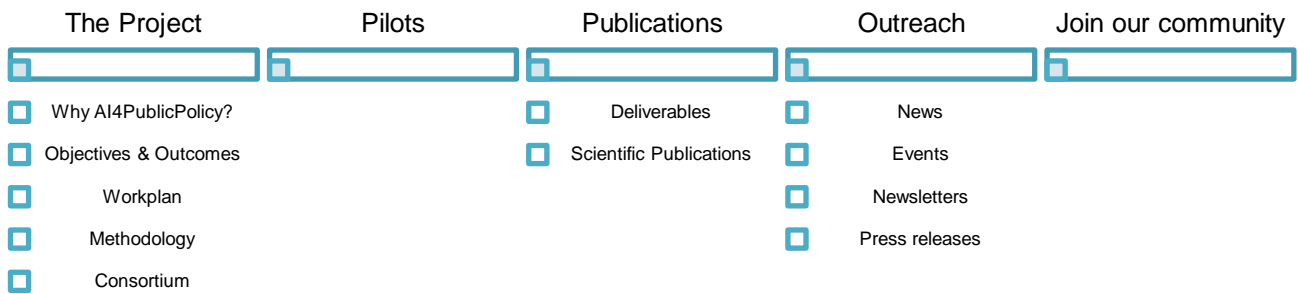 The Project
Pilots
Publications
Outreach
Join our community
Why AI4PublicPolicy?
Objectives & Outcomes
Workplan
Methodology
Consortium
Deliverables
Scientific Publications
News
Events
Newsletters
Press releases